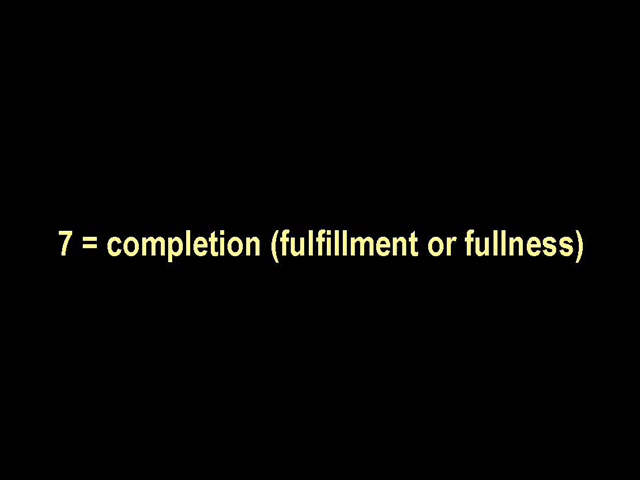 7 = completion (fulfillment or fullness)